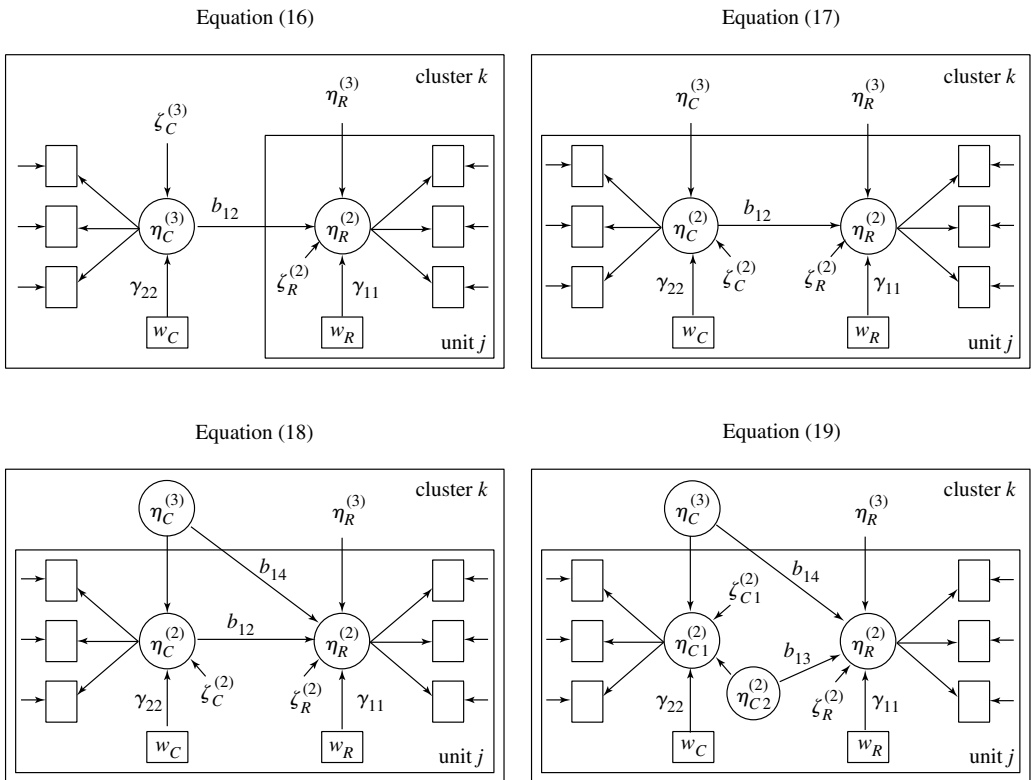 Equation (16)
cluster k
η_R^(3)
ζ_C^(3)
b_12
η_C^(3)
η_R^(2)
ζ_R^(2)
γ_22
γ_11
w_C
w_R
unit j
Equation (17)
cluster k
η_C^(3)
η_R^(3)
b_12
η_C^(2)
η_R^(2)
ζ_C^(2)
ζ_R^(2)
γ_22
γ_11
w_C
w_R
unit j
Equation (18)
cluster k
η_C^(3)
η_R^(3)
b_14
b_12
η_C^(2)
η_R^(2)
ζ_C^(2)
ζ_R^(2)
γ_22
γ_11
w_C
w_R
unit j
Equation (19)
cluster k
η_C^(3)
η_R^(3)
b_14
ζ_C1^(2)
η_C1^(2)
η_R^(2)
b_13
η_C2^(2)
ζ_R^(2)
γ_22
γ_11
w_C
w_R
unit j